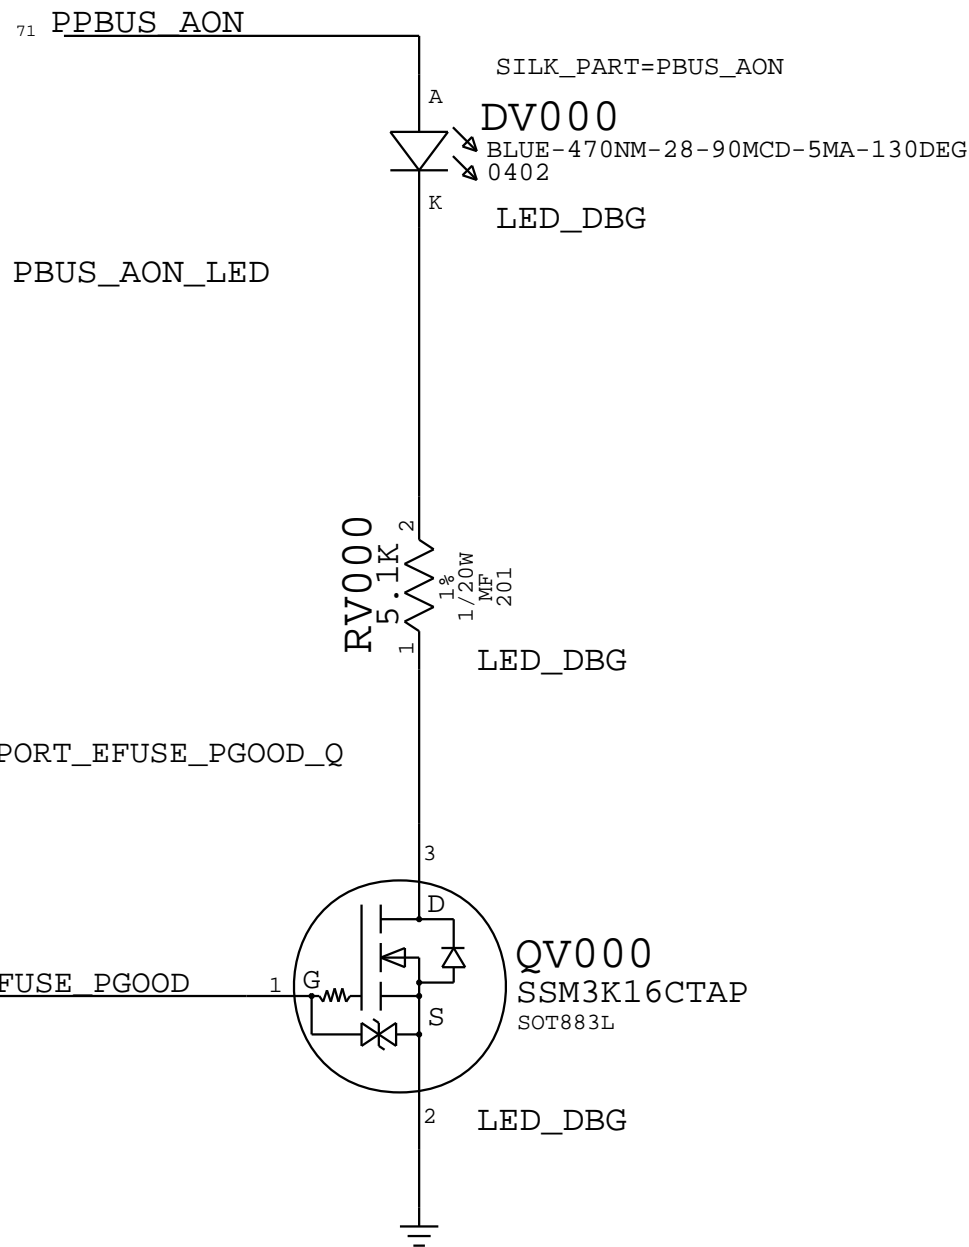 71 PPBUS_AON
SILK_PART=PBUS_AON
A
DV000
BLUE-470NM-28-90MCD-5MA-130DEG
0402
K
LED_DBG
PBUS_AON_LED
2
RV000
5.1K
1%
1/20W
MF
201
1
LED_DBG
PORT_EFUSE_PGOOD_Q
3
D
QV000
FUSE_PGOOD 1 G
SSM3K16CTAP
S
SOT883L
2
LED_DBG